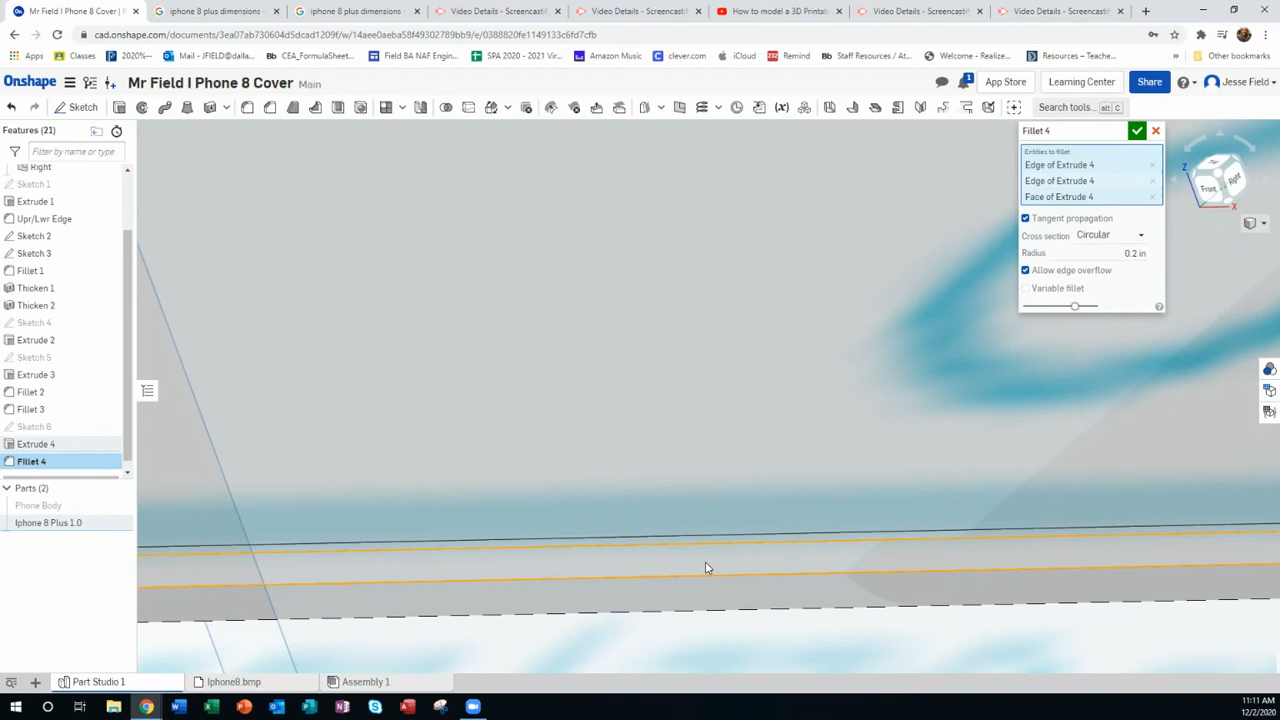 Mr Field I Phone 8 Cover | M
iphone 8 plus dimensions -
iphone 8 plus dimensions -
Video Details - Screencast
Video Details - Screencasti
How to model a 3D Printab
Video Details - Screencast
Video Details - Screencast
cad.onshape.com/documents/3ea07ab730604d5dcad1209f/w/14aee0aeba58f49302789bb9/e/0388820fe1149133c6fd7cfb
Apps Culture 2020%-- Mail - JFIELD@dalla... CEA_FormulaSheet... Field BA NAF Engin... SPA 2020 - 2021 Vir... Amazon Music clever.com iCloud Remind Staff Resources / At... Welcome - Realize... Resources – Teache... Other bookmarks
Onshape Mr Field I Phone 8 Cover Main App Store Learning Center Share Jesse Field
Sketch Search tools... alt C
Features (21)
Filter by name or type
Right
Sketch 1
Extrude 1
Upr/Lwr Edge
Sketch 2
Sketch 3
Fillet 1
Thicken 1
Thicken 2
Sketch 4
Extrude 2
Sketch 5
Extrude 3
Fillet 2
Fillet 3
Sketch 6
Extrude 4
Fillet 4
Parts (2)
Phone Body
Iphone 8 Plus 1.0
Fillet 4
Entities to fillet
Edge of Extrude 4
Edge of Extrude 4
Face of Extrude 4
Tangent propagation
Cross section Circular
Radius 0.2 in
Allow edge overflow
Variable fillet
Z
Top
Front
Right
X
Part Studio 1
Iphone8.bmp
Assembly 1
11:11 AM
12/2/2020